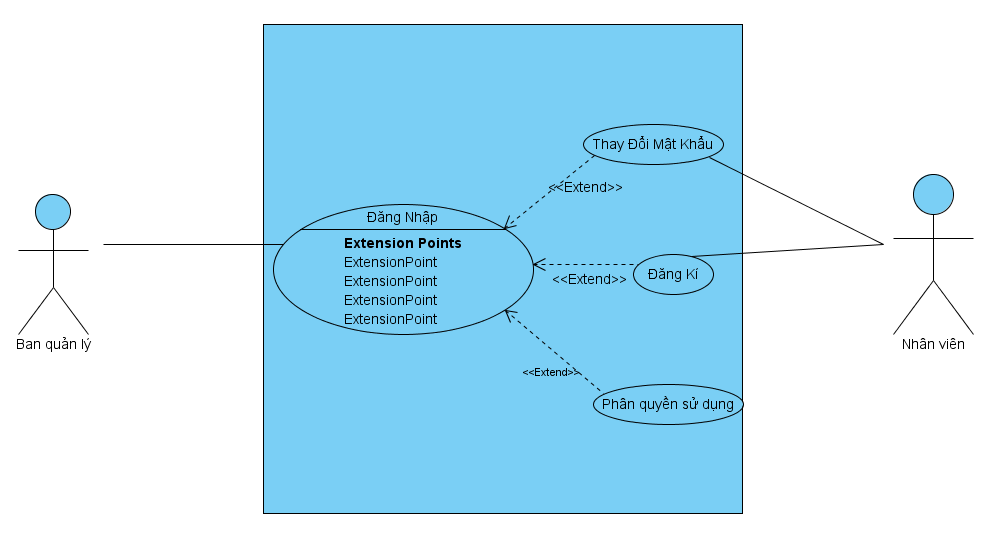 Thay Đổi Mật Khẩu
<<Extend>>
Đăng Nhập
Extension Points
ExtensionPoint
ExtensionPoint
ExtensionPoint
ExtensionPoint
<<Extend>>
Đăng Kí
Ban quản lý
Nhân viên
<<Extend>>
Phân quyền sử dụng